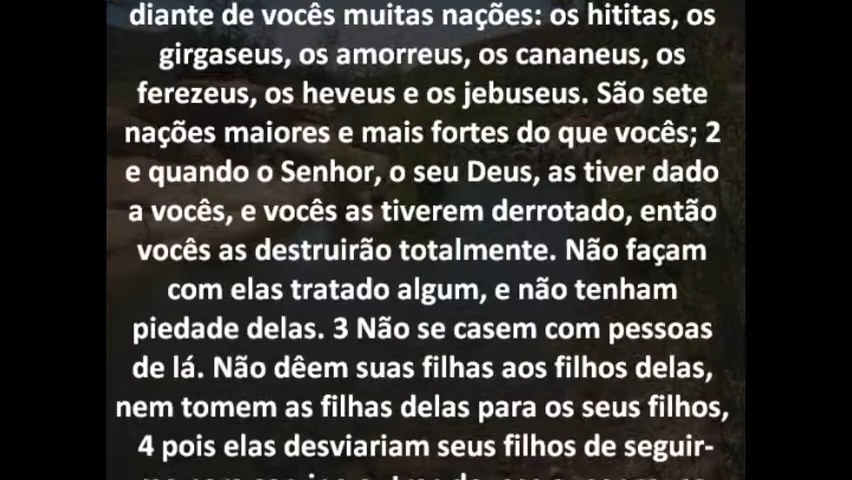 diante de vocês muitas nações: os hititas, os
girgaseus, os amorreus, os cananeus, os
ferezeus, os heveus e os jebuseus. São sete
nações maiores e mais fortes do que vocês; 2
e quando o Senhor, o seu Deus, as tiver dado
a vocês, e vocês as tiverem derrotado, então
vocês as destruirão totalmente. Não façam
com elas tratado algum, e não tenham
piedade delas. 3 Não se casem com pessoas
de lá. Não dêem suas filhas aos filhos delas,
nem tomem as filhas delas para os seus filhos,
4 pois elas desviariam seus filhos de seguir-